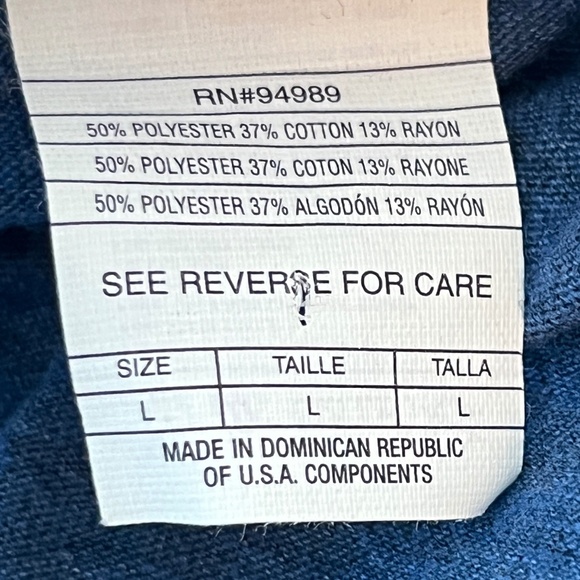 RN#94989
50% POLYESTER 37% COTTON 13% RAYON
50% POLYESTER 37% COTON 13% RAYONE
50% POLYESTER 37% ALGODÓN 13% RAYÓN
SEE REVERSE FOR CARE
SIZE TAILLE TALLA
L L L
MADE IN DOMINICAN REPUBLIC
OF U.S.A. COMPONENTS